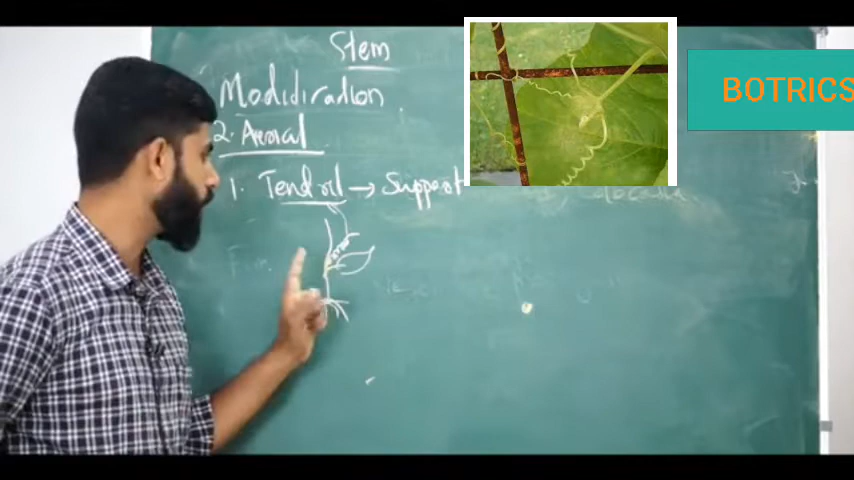 Stem
Modidiration
2. Aerial
1. Tendril → Support
BOTRICS